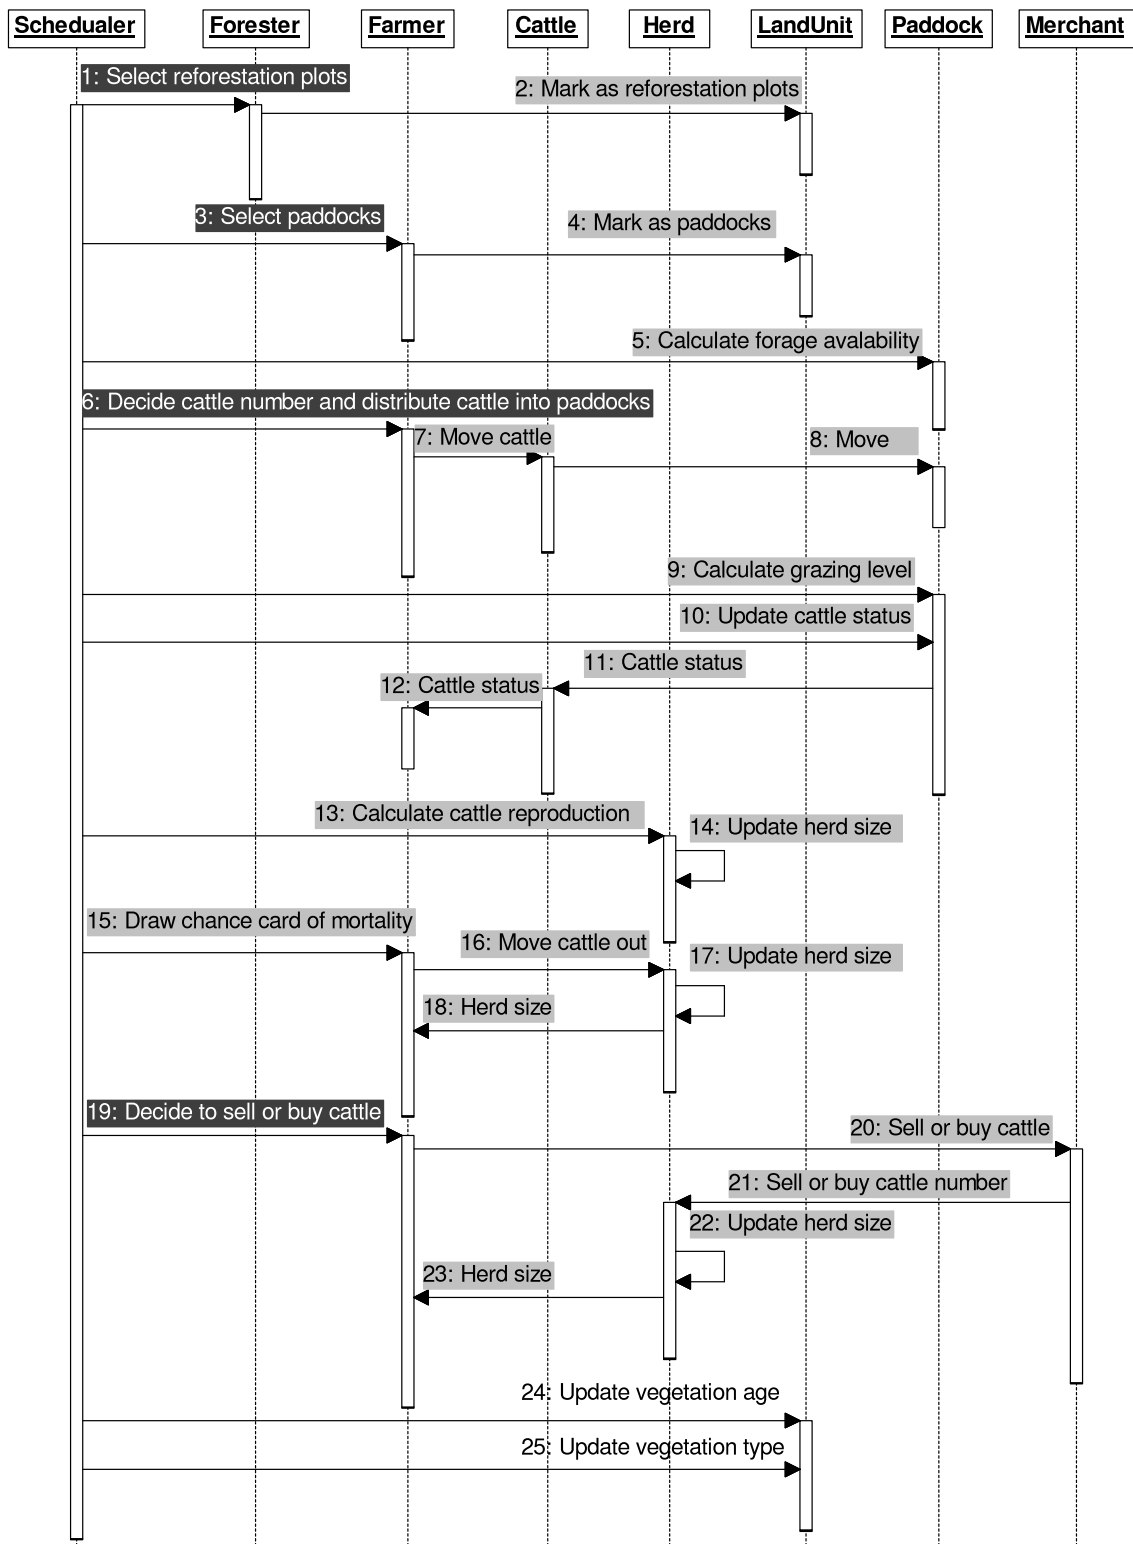 Schedualer Forester Farmer Cattle Herd LandUnit Paddock Merchant
1: Select reforestation plots
2: Mark as reforestation plots
3: Select paddocks
4: Mark as paddocks
5: Calculate forage avalability
6: Decide cattle number and distribute cattle into paddocks
7: Move cattle
8: Move
9: Calculate grazing level
10: Update cattle status
11: Cattle status
12: Cattle status
13: Calculate cattle reproduction
14: Update herd size
15: Draw chance card of mortality
16: Move cattle out
17: Update herd size
18: Herd size
19: Decide to sell or buy cattle
20: Sell or buy cattle
21: Sell or buy cattle number
22: Update herd size
23: Herd size
24: Update vegetation age
25: Update vegetation type